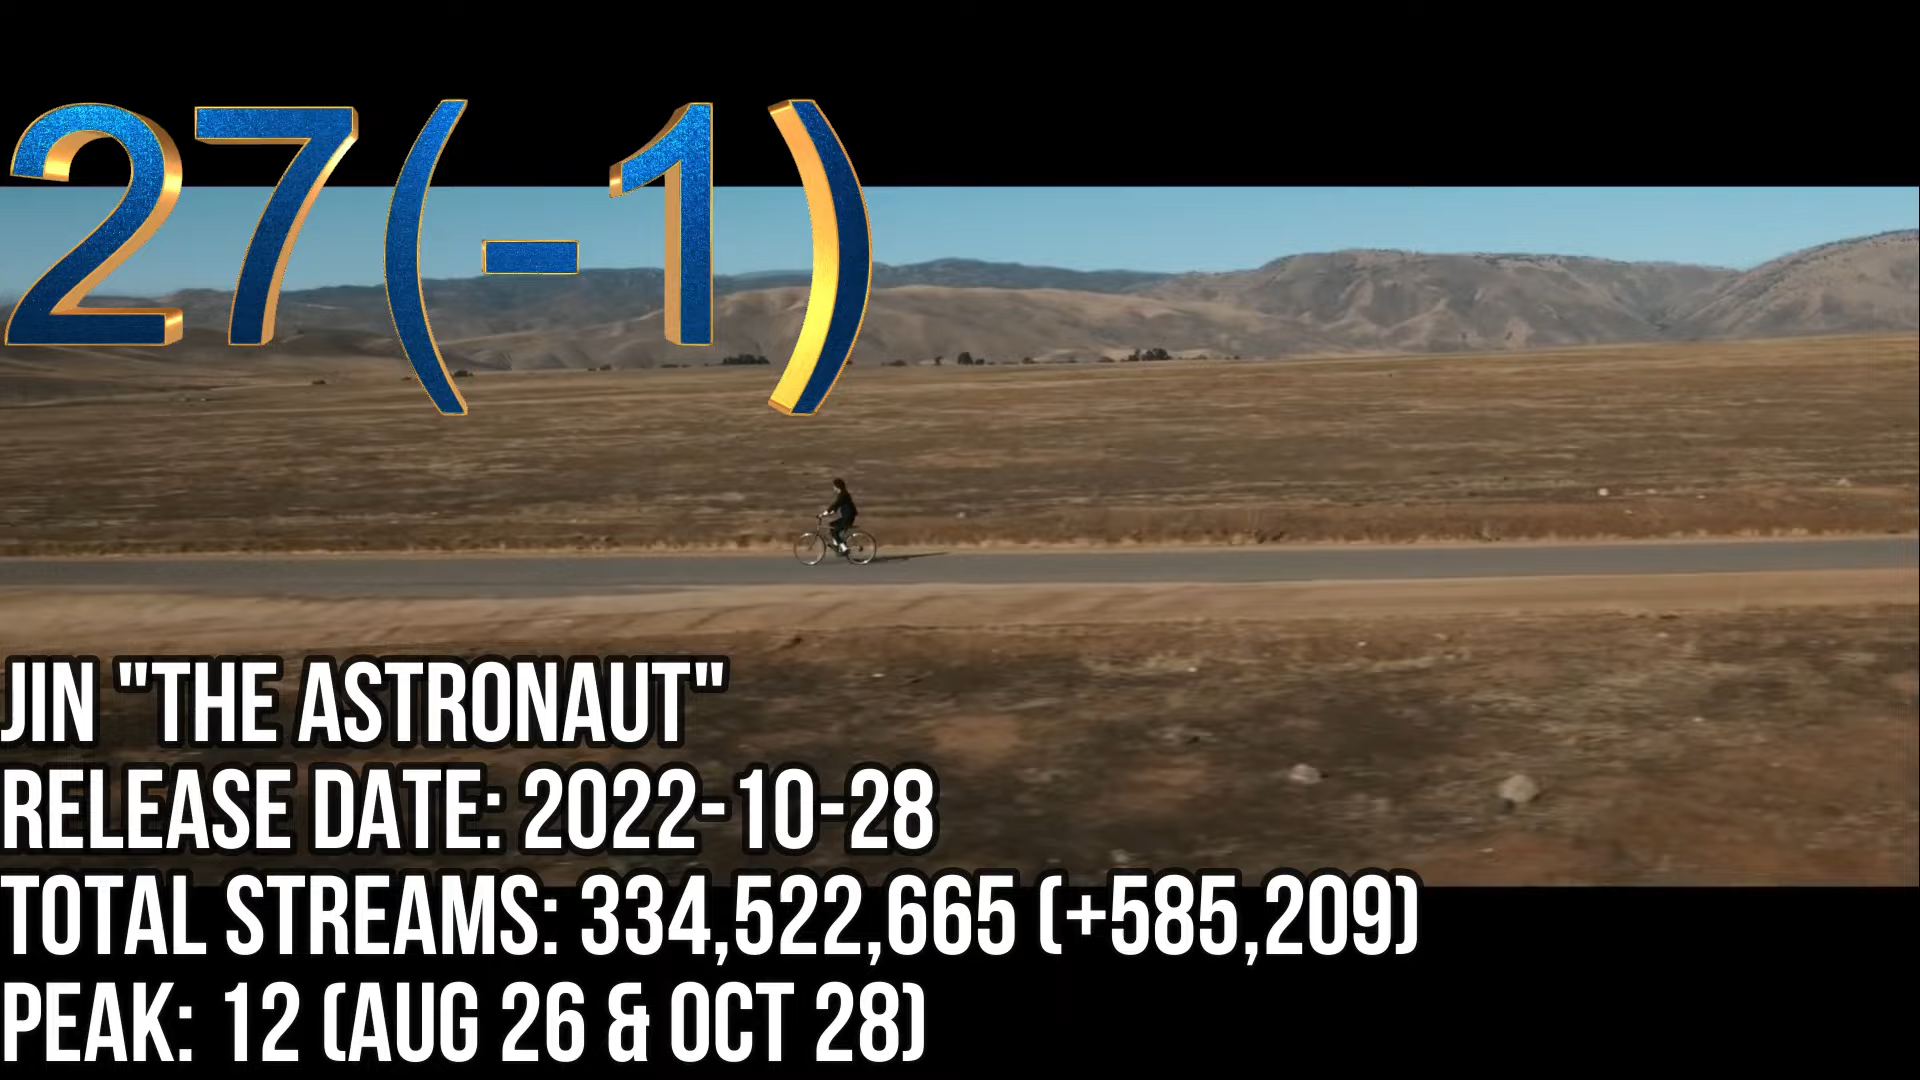 27(-1)
JIN "THE ASTRONAUT"
RELEASE DATE: 2022-10-28
TOTAL STREAMS: 334,522,665 (+585,209)
PEAK: 12 (AUG 26 & OCT 28)